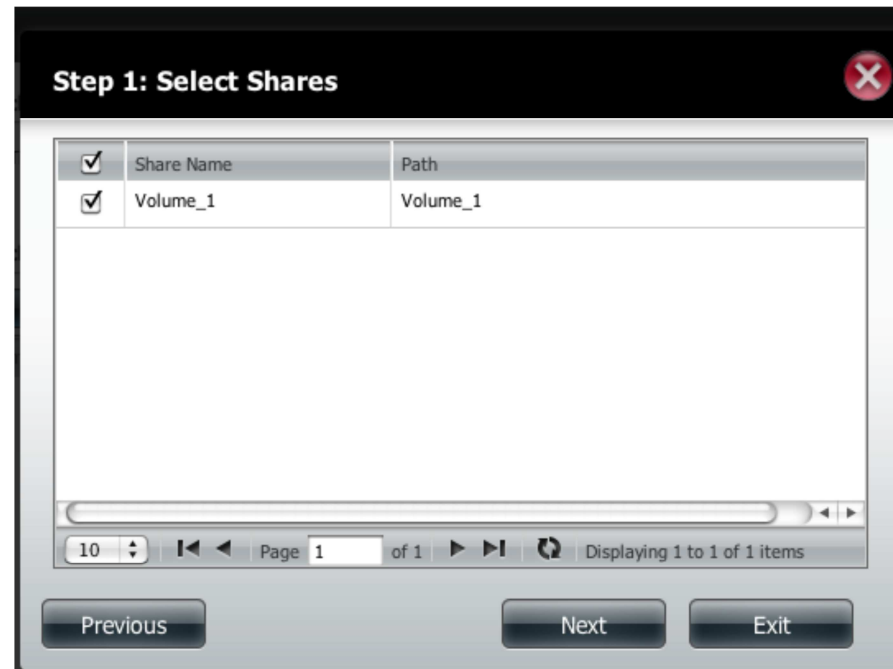 Step 1: Select Shares
Share Name Path
Volume_1 Volume_1
10 Page 1 of 1 Displaying 1 to 1 of 1 items
Previous Next Exit